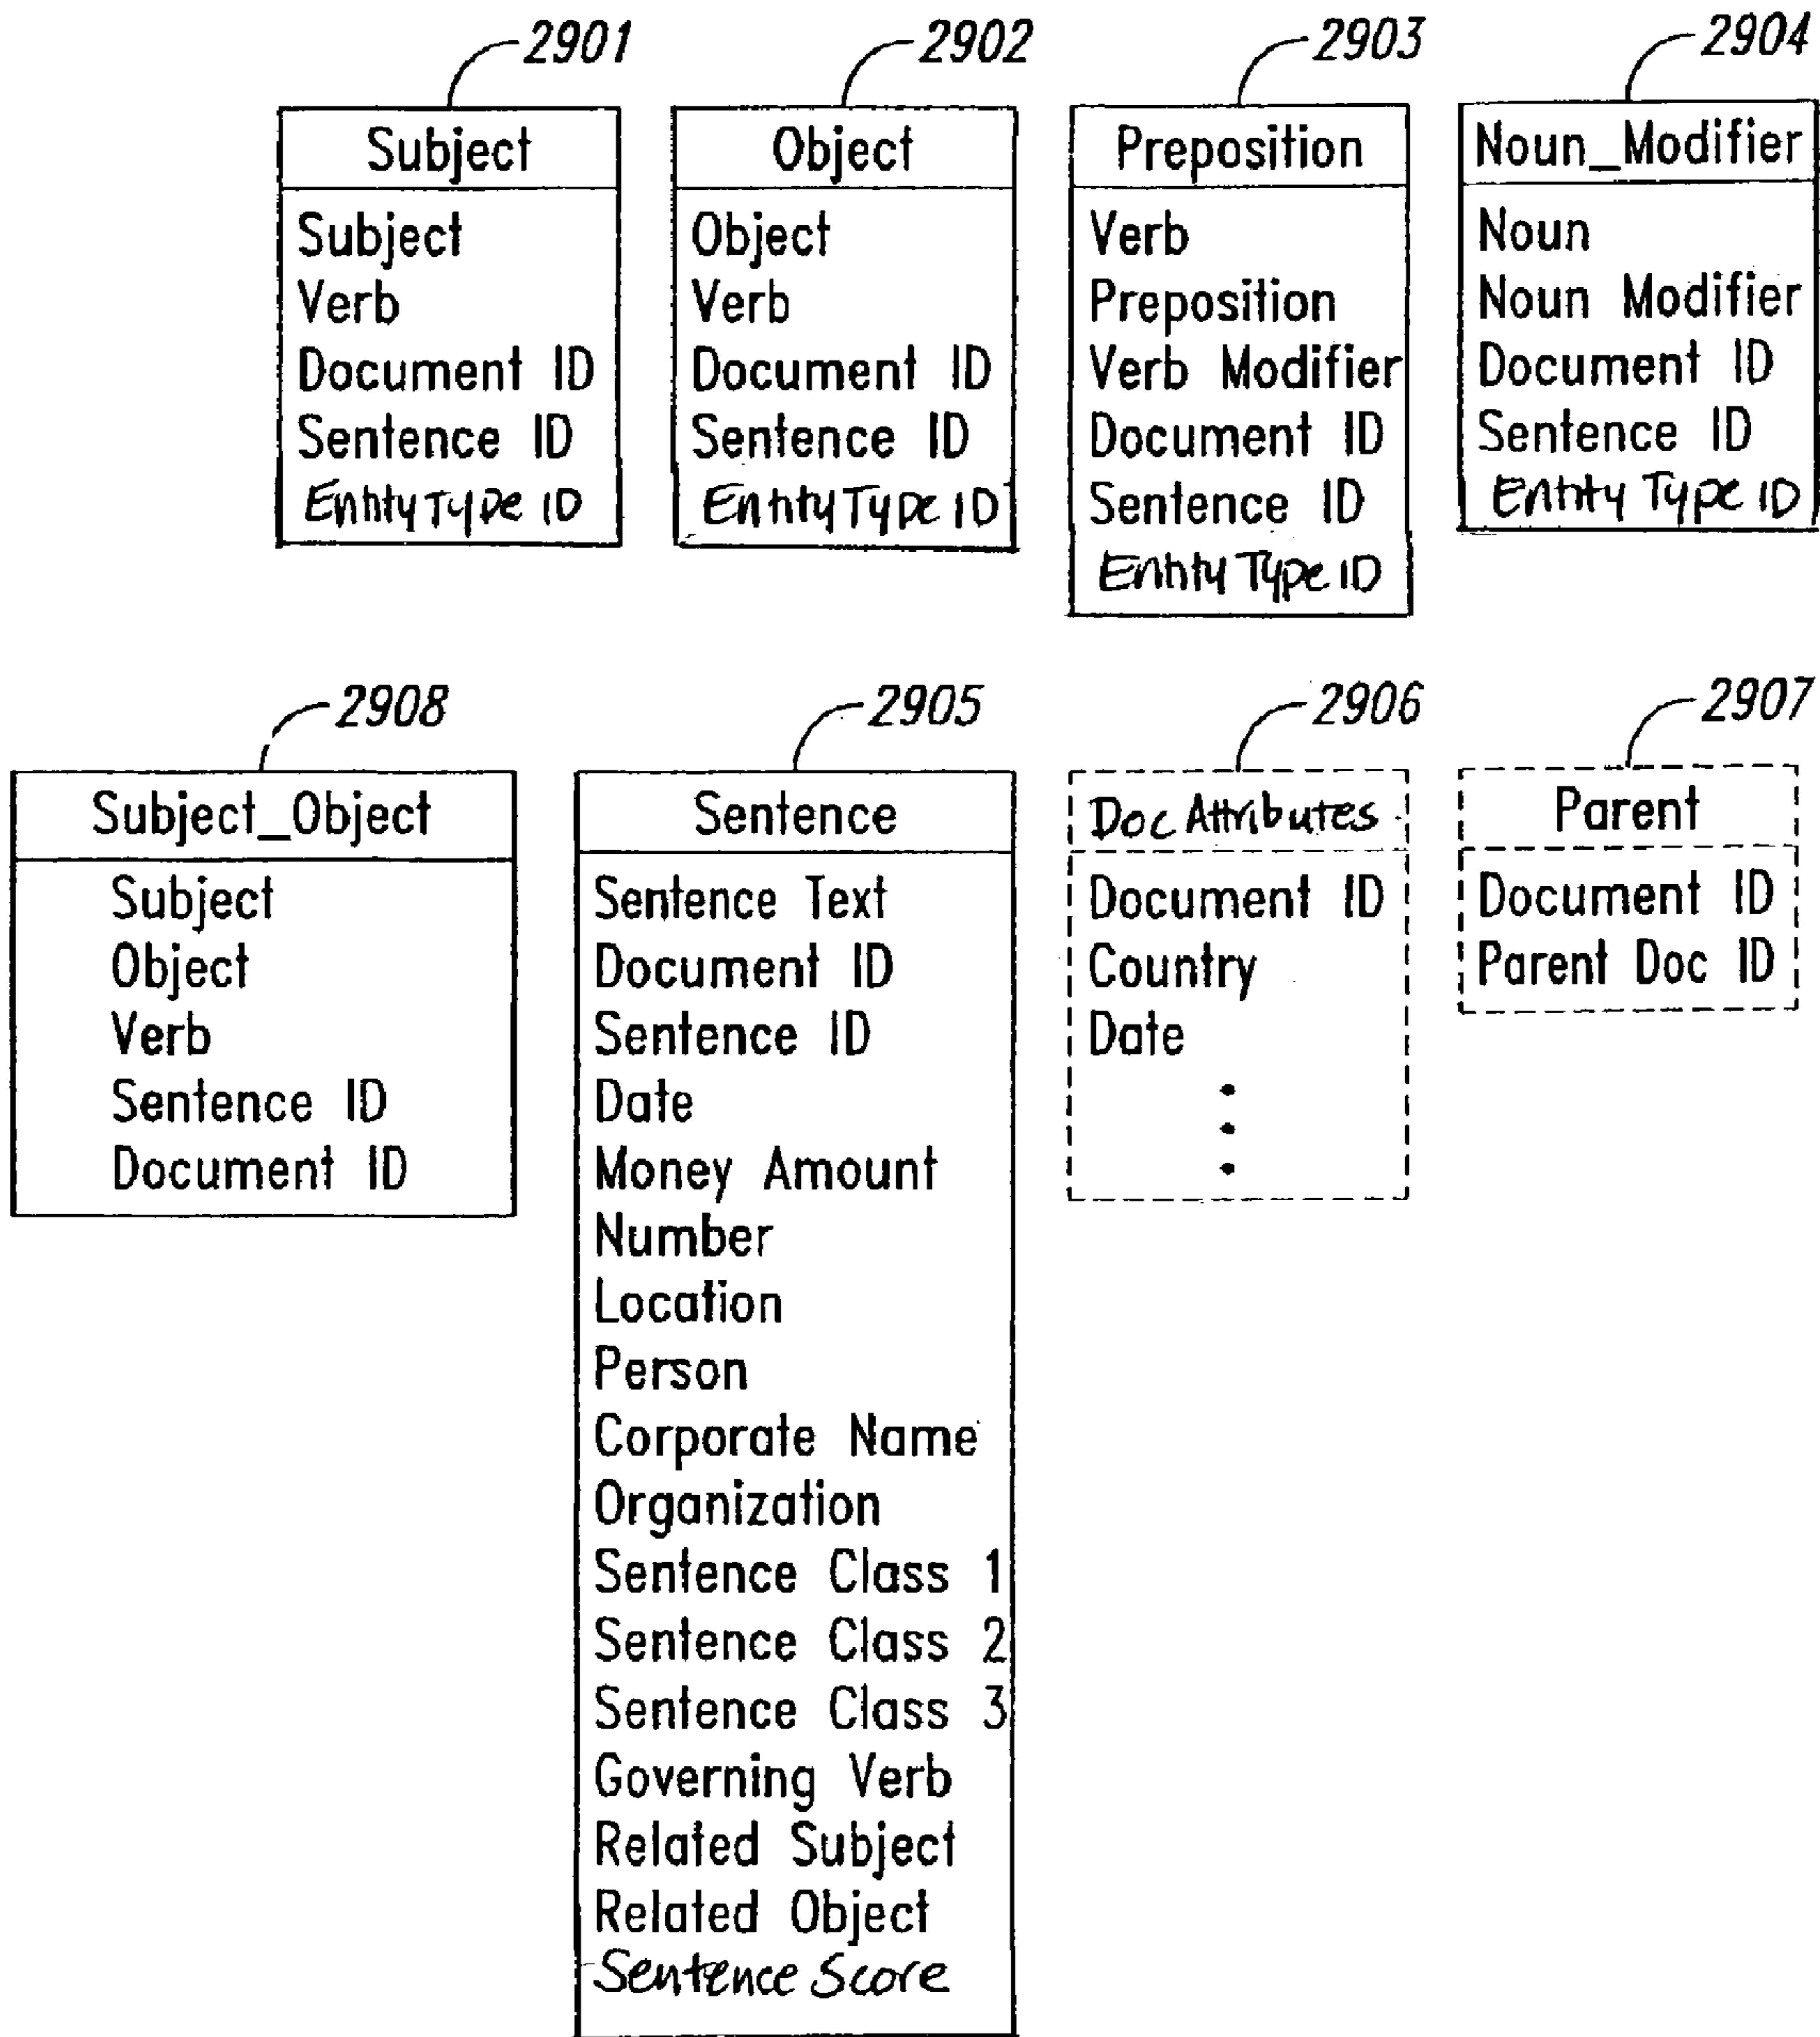 2901
Subject
Subject
Verb
Document ID
Sentence ID
Entity Type ID
2902
Object
Object
Verb
Document ID
Sentence ID
Entity Type ID
2903
Preposition
Verb
Preposition
Verb Modifier
Document ID
Sentence ID
Entity Type ID
2904
Noun_Modifier
Noun
Noun Modifier
Document ID
Sentence ID
Entity Type ID
2908
Subject_Object
Subject
Object
Verb
Sentence ID
Document ID
2905
Sentence
Sentence Text
Document ID
Sentence ID
Date
Money Amount
Number
Location
Person
Corporate Name
Organization
Sentence Class 1
Sentence Class 2
Sentence Class 3
Governing Verb
Related Subject
Related Object
Sentence Score
2906
Doc Attributes
Document ID
Country
Date
2907
Parent
Document ID
Parent Doc ID